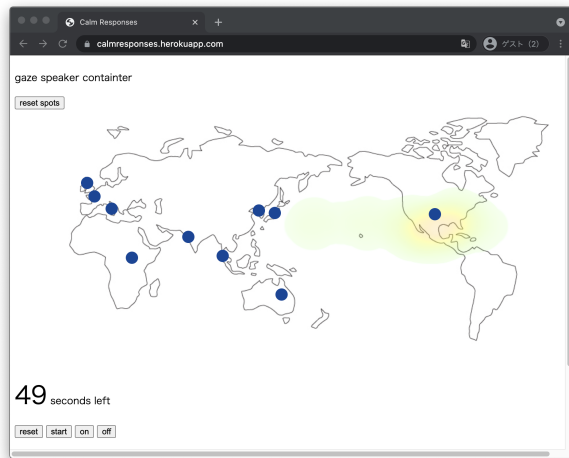 Calm Responses
calmresponses.herokuapp.com
ゲスト (2)
gaze speaker containter
reset spots
49 seconds left
reset start on off